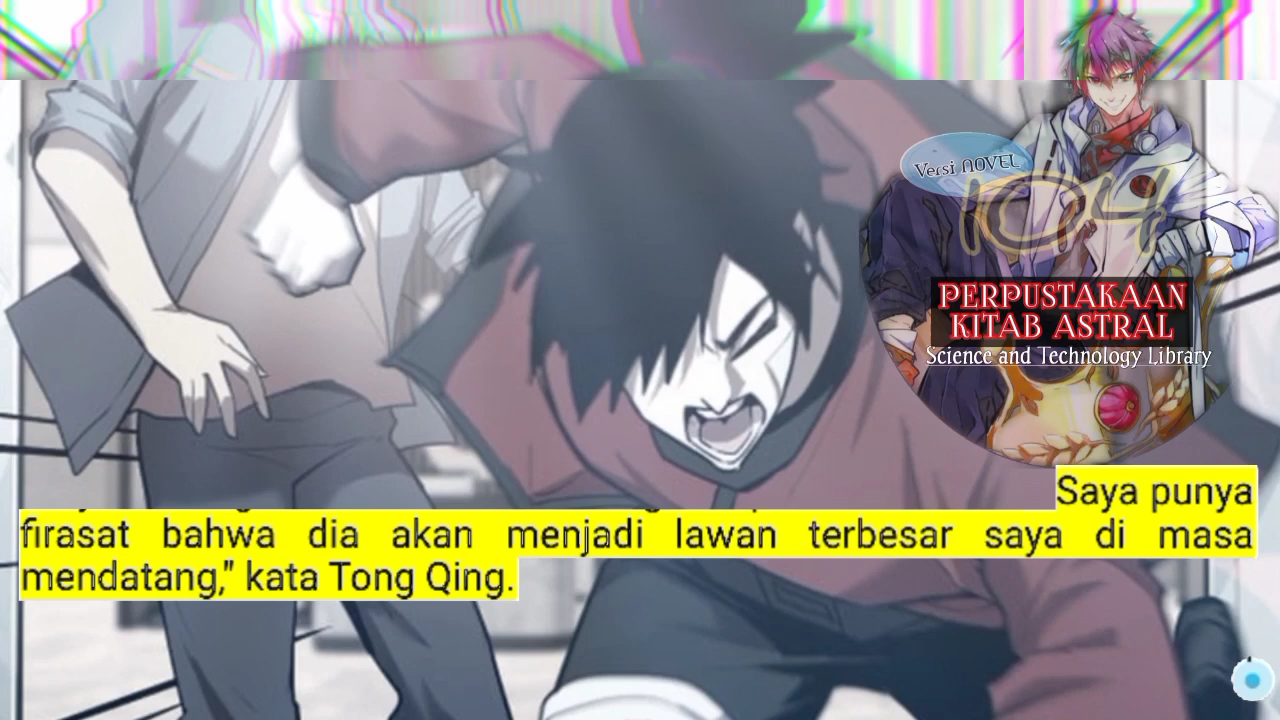 Versi NOVEL
104
PERPUSTAKAAN
KITAB ASTRAL
Science and Technology Library
Saya punya
firasat bahwa dia akan menjadi lawan terbesar saya di masa
mendatang," kata Tong Qing.